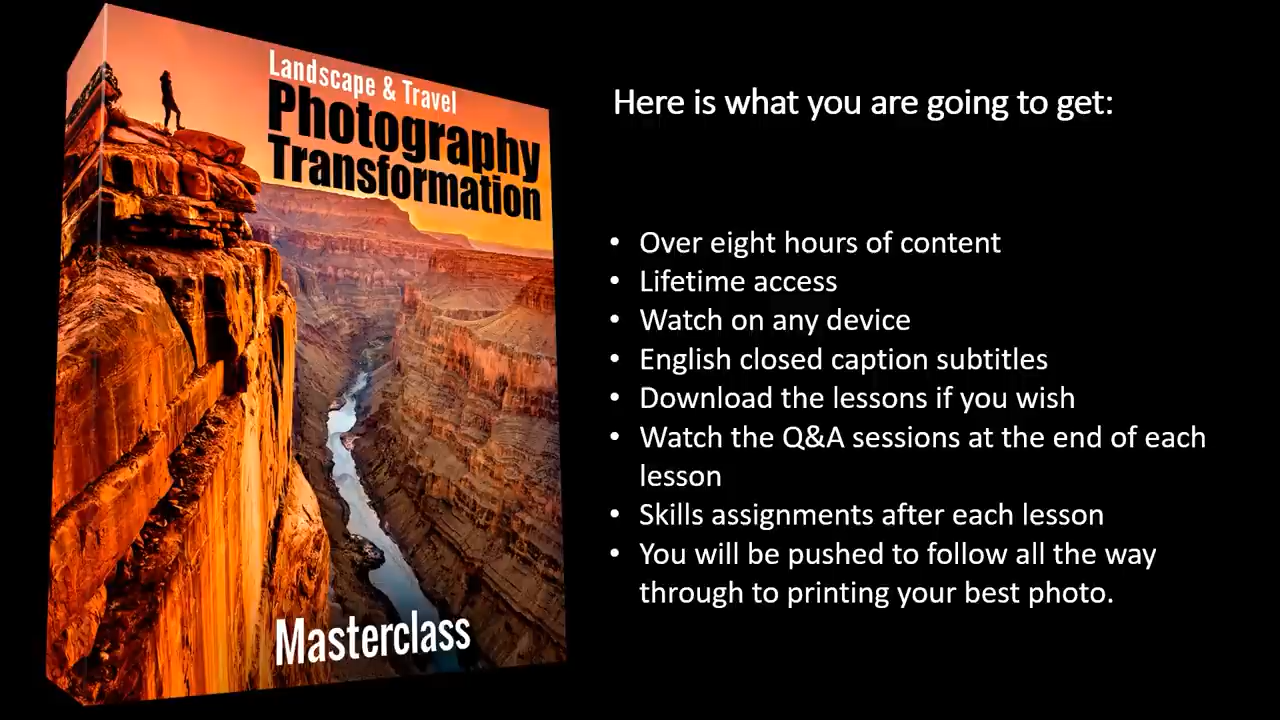 Landscape & Travel
Photography
Transformation
Masterclass
Here is what you are going to get:
• Over eight hours of content
• Lifetime access
• Watch on any device
• English closed caption subtitles
• Download the lessons if you wish
• Watch the Q&A sessions at the end of each
lesson
• Skills assignments after each lesson
• You will be pushed to follow all the way
through to printing your best photo.